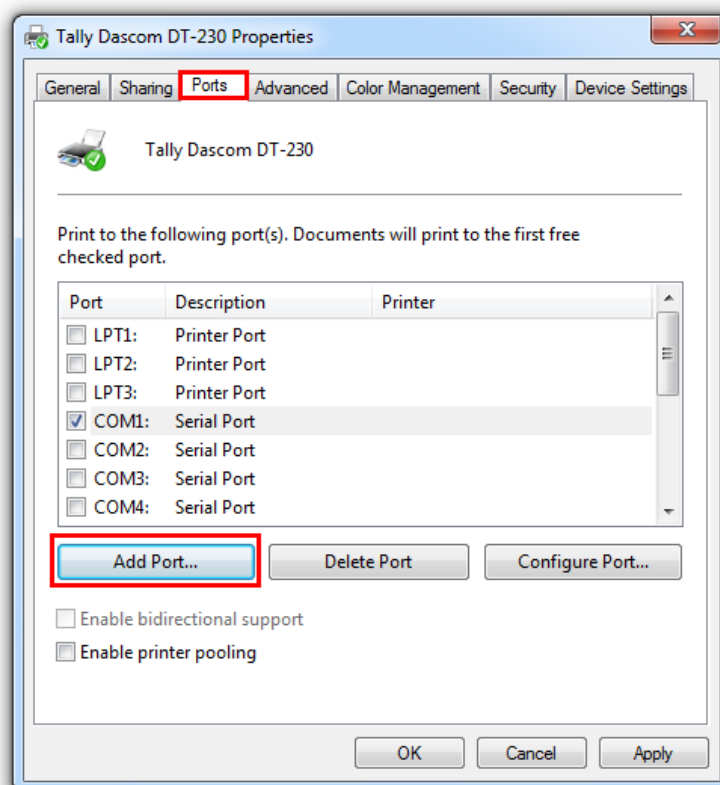 Tally Dascom DT-230 Properties
General Sharing Ports Advanced Color Management Security Device Settings
Tally Dascom DT-230
Print to the following port(s). Documents will print to the first free
checked port.
Port Description Printer
LPT1: Printer Port
LPT2: Printer Port
LPT3: Printer Port
COM1: Serial Port
COM2: Serial Port
COM3: Serial Port
COM4: Serial Port
Add Port... Delete Port Configure Port...
Enable bidirectional support
Enable printer pooling
OK Cancel Apply